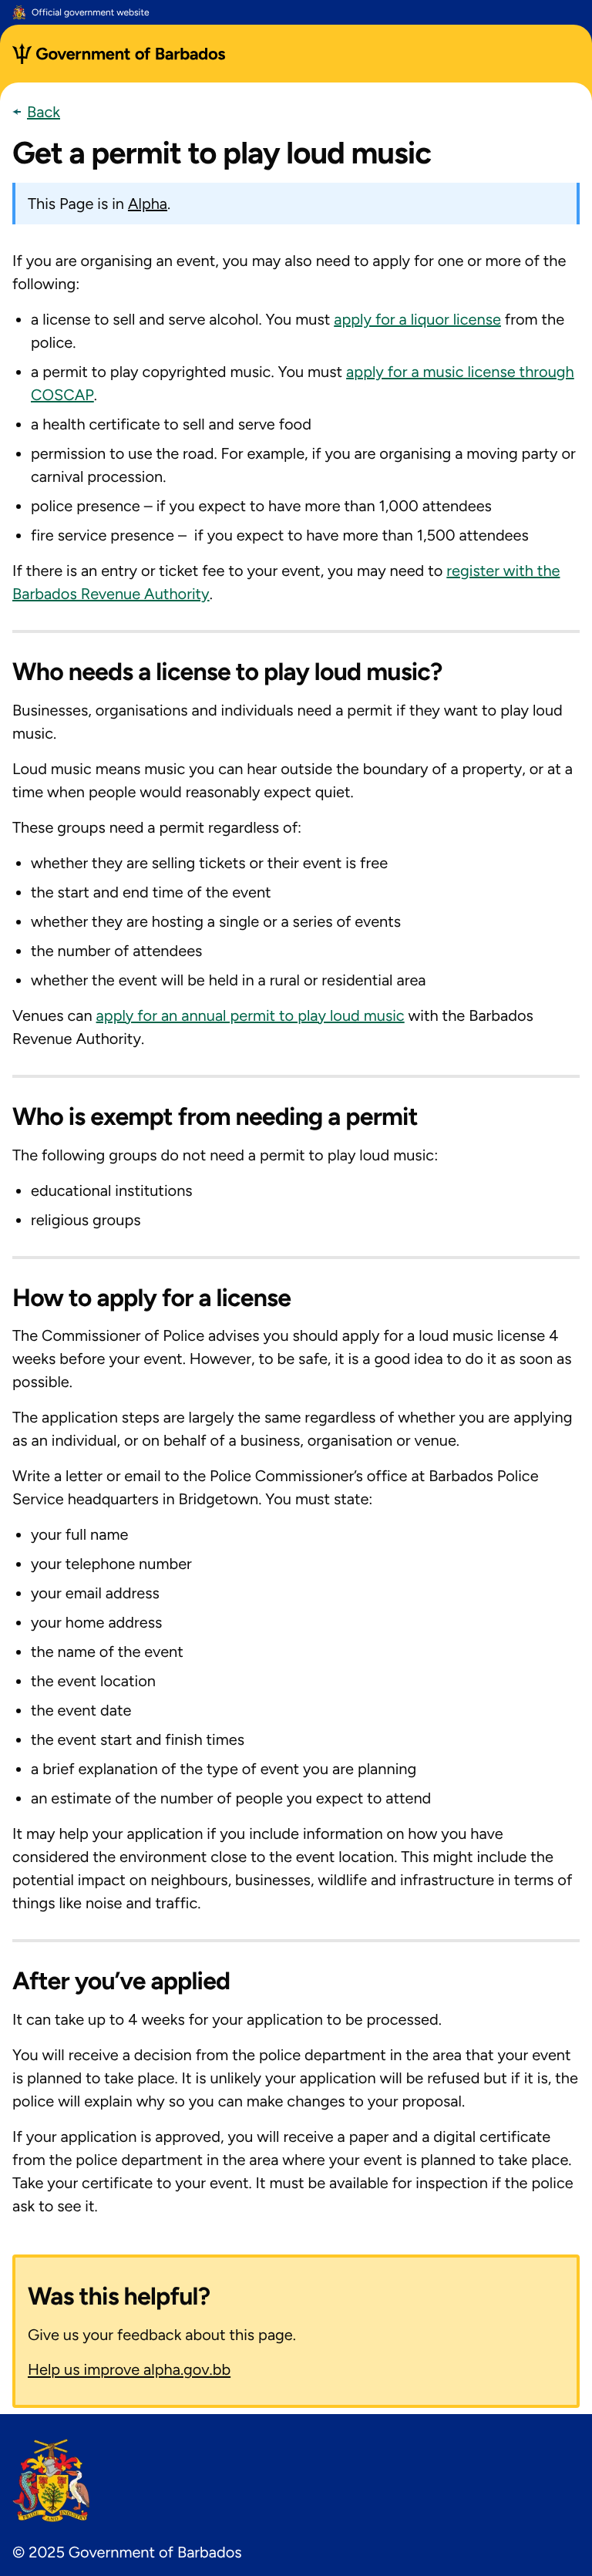 Official government website
Government of Barbados
← Back
Get a permit to play loud music
This Page is in Alpha.
If you are organising an event, you may also need to apply for one or more of the
following:
• a license to sell and serve alcohol. You must apply for a liquor license from the
police.
• a permit to play copyrighted music. You must apply for a music license through
COSCAP.
• a health certificate to sell and serve food
• permission to use the road. For example, if you are organising a moving party or
carnival procession.
• police presence – if you expect to have more than 1,000 attendees
• fire service presence –  if you expect to have more than 1,500 attendees
If there is an entry or ticket fee to your event, you may need to register with the
Barbados Revenue Authority.
Who needs a license to play loud music?
Businesses, organisations and individuals need a permit if they want to play loud
music.
Loud music means music you can hear outside the boundary of a property, or at a
time when people would reasonably expect quiet.
These groups need a permit regardless of:
• whether they are selling tickets or their event is free
• the start and end time of the event
• whether they are hosting a single or a series of events
• the number of attendees
• whether the event will be held in a rural or residential area
Venues can apply for an annual permit to play loud music with the Barbados
Revenue Authority.
Who is exempt from needing a permit
The following groups do not need a permit to play loud music:
• educational institutions
• religious groups
How to apply for a license
The Commissioner of Police advises you should apply for a loud music license 4
weeks before your event. However, to be safe, it is a good idea to do it as soon as
possible.
The application steps are largely the same regardless of whether you are applying
as an individual, or on behalf of a business, organisation or venue.
Write a letter or email to the Police Commissioner’s office at Barbados Police
Service headquarters in Bridgetown. You must state:
• your full name
• your telephone number
• your email address
• your home address
• the name of the event
• the event location
• the event date
• the event start and finish times
• a brief explanation of the type of event you are planning
• an estimate of the number of people you expect to attend
It may help your application if you include information on how you have
considered the environment close to the event location. This might include the
potential impact on neighbours, businesses, wildlife and infrastructure in terms of
things like noise and traffic.
After you’ve applied
It can take up to 4 weeks for your application to be processed.
You will receive a decision from the police department in the area that your event
is planned to take place. It is unlikely your application will be refused but if it is, the
police will explain why so you can make changes to your proposal.
If your application is approved, you will receive a paper and a digital certificate
from the police department in the area where your event is planned to take place.
Take your certificate to your event. It must be available for inspection if the police
ask to see it.
Was this helpful?
Give us your feedback about this page.
Help us improve alpha.gov.bb
PRIDE AND INDUSTRY
© 2025 Government of Barbados